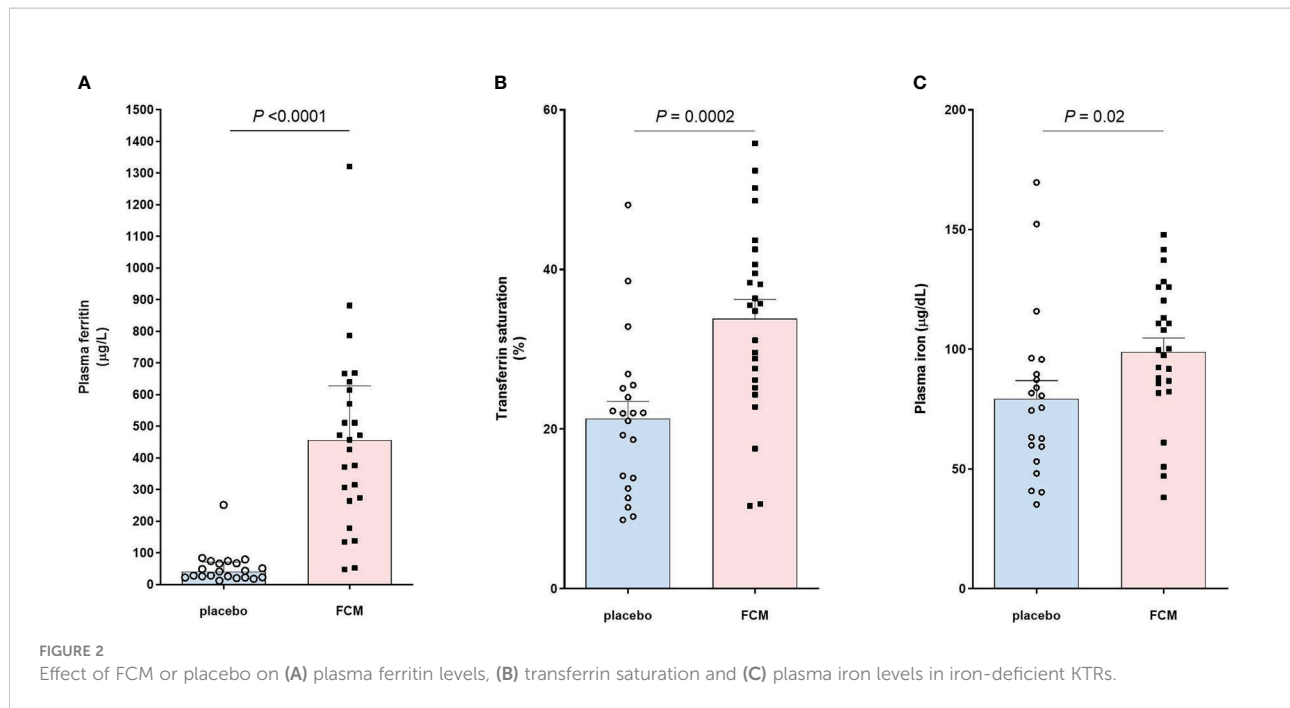 A
P <0.0001
1500
1400
1300
1200
1100
1000
900
800
700
600
500
400
300
200
100
0
Plasma ferritin
(µg/L)
placebo
FCM
B
P = 0.0002
60
40
20
0
Transferrin saturation
(%)
placebo
FCM
C
P = 0.02
200
150
100
50
0
Plasma iron (µg/dL)
placebo
FCM
FIGURE 2
Effect of FCM or placebo on (A) plasma ferritin levels, (B) transferrin saturation and (C) plasma iron levels in iron-deficient KTRs.